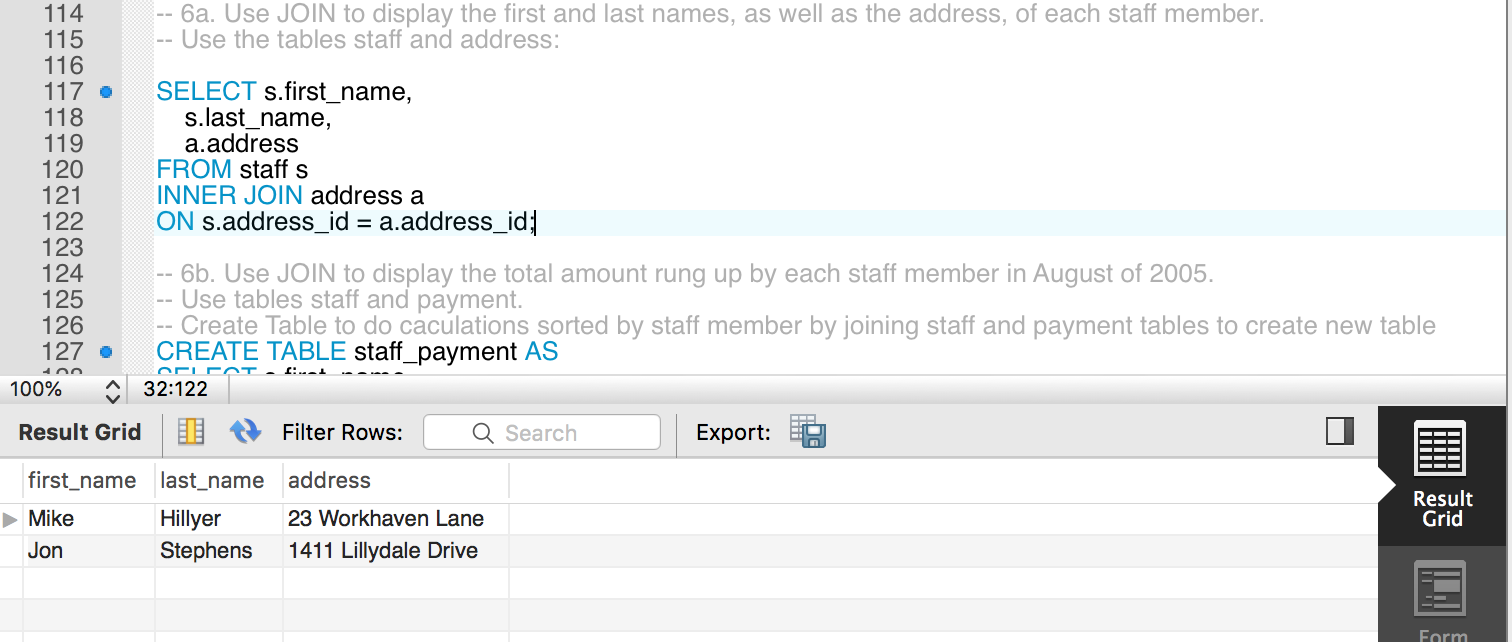 114 -- 6a. Use JOIN to display the first and last names, as well as the address, of each staff member.
115 -- Use the tables staff and address:
116
117 SELECT s.first_name,
118 s.last_name,
119 a.address
120 FROM staff s
121 INNER JOIN address a
122 ON s.address_id = a.address_id;
123
124 -- 6b. Use JOIN to display the total amount rung up by each staff member in August of 2005.
125 -- Use tables staff and payment.
126 -- Create Table to do caculations sorted by staff member by joining staff and payment tables to create new table
127 CREATE TABLE staff_payment AS
128 SELECT s.first_name
100% 32:122
Result Grid Filter Rows: Search Export:
first_name last_name address
Mike Hillyer 23 Workhaven Lane
Jon Stephens 1411 Lillydale Drive
Result
Grid
Form